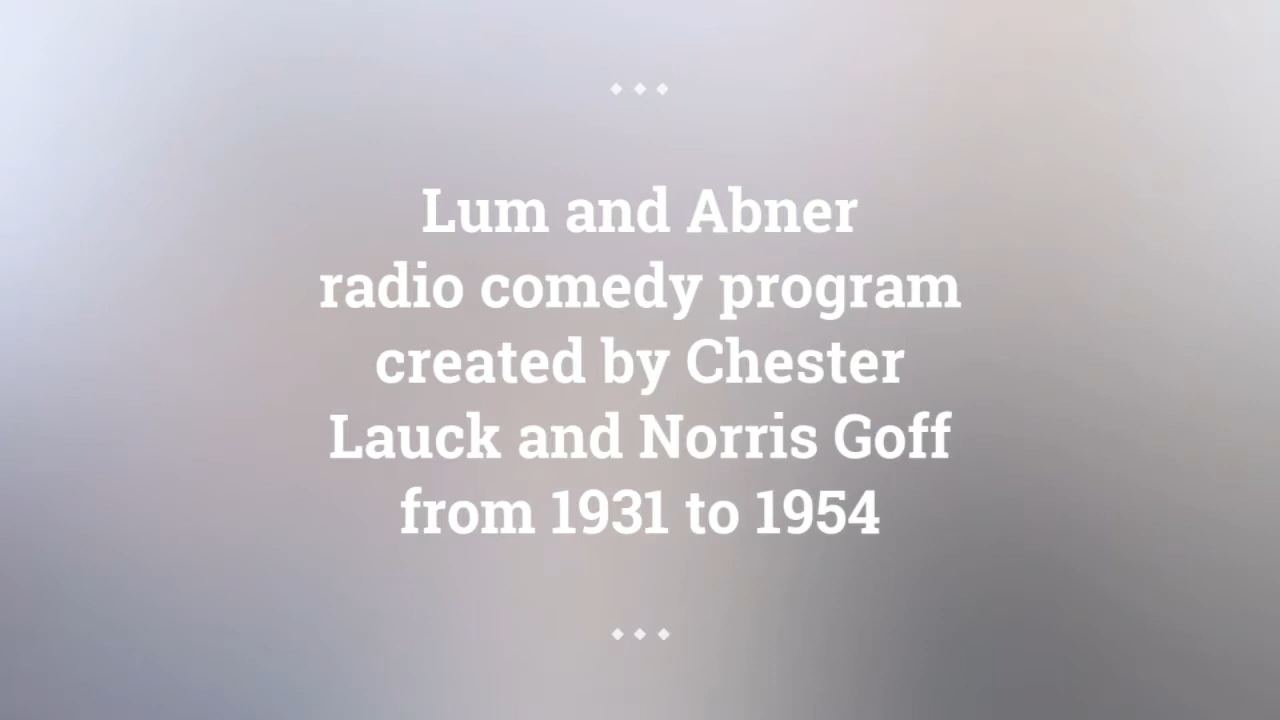 Lum and Abner
radio comedy program
created by Chester
Lauck and Norris Goff
from 1931 to 1954